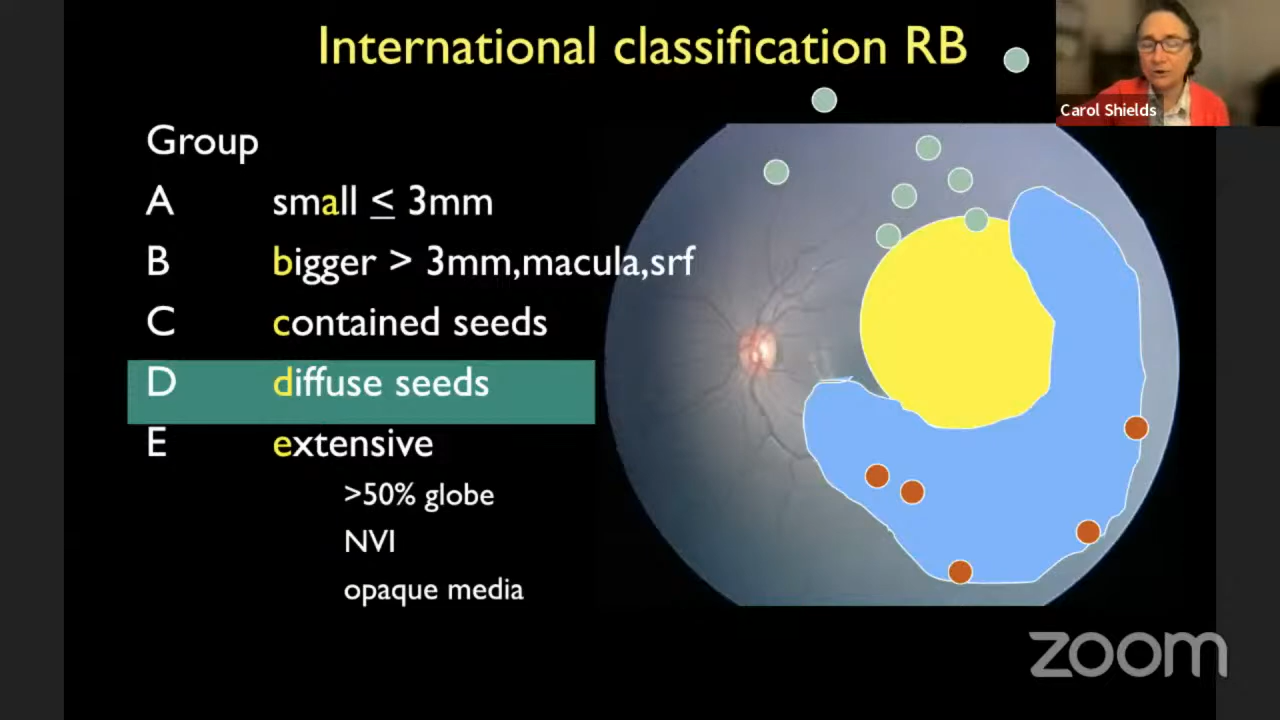 International classification RB
Carol Shields
Group
A small ≤ 3mm
B bigger > 3mm,macula,srf
C contained seeds
D diffuse seeds
E extensive
>50% globe
NVI
opaque media
zoom